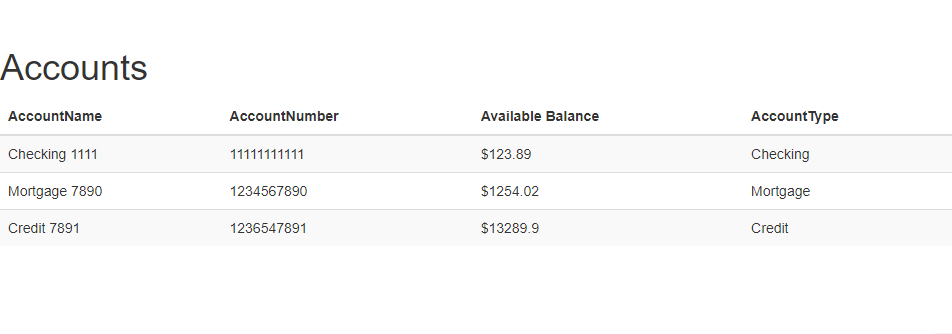 Accounts
AccountName AccountNumber Available Balance AccountType
Checking 1111 11111111111 $123.89 Checking
Mortgage 7890 1234567890 $1254.02 Mortgage
Credit 7891 1236547891 $13289.9 Credit